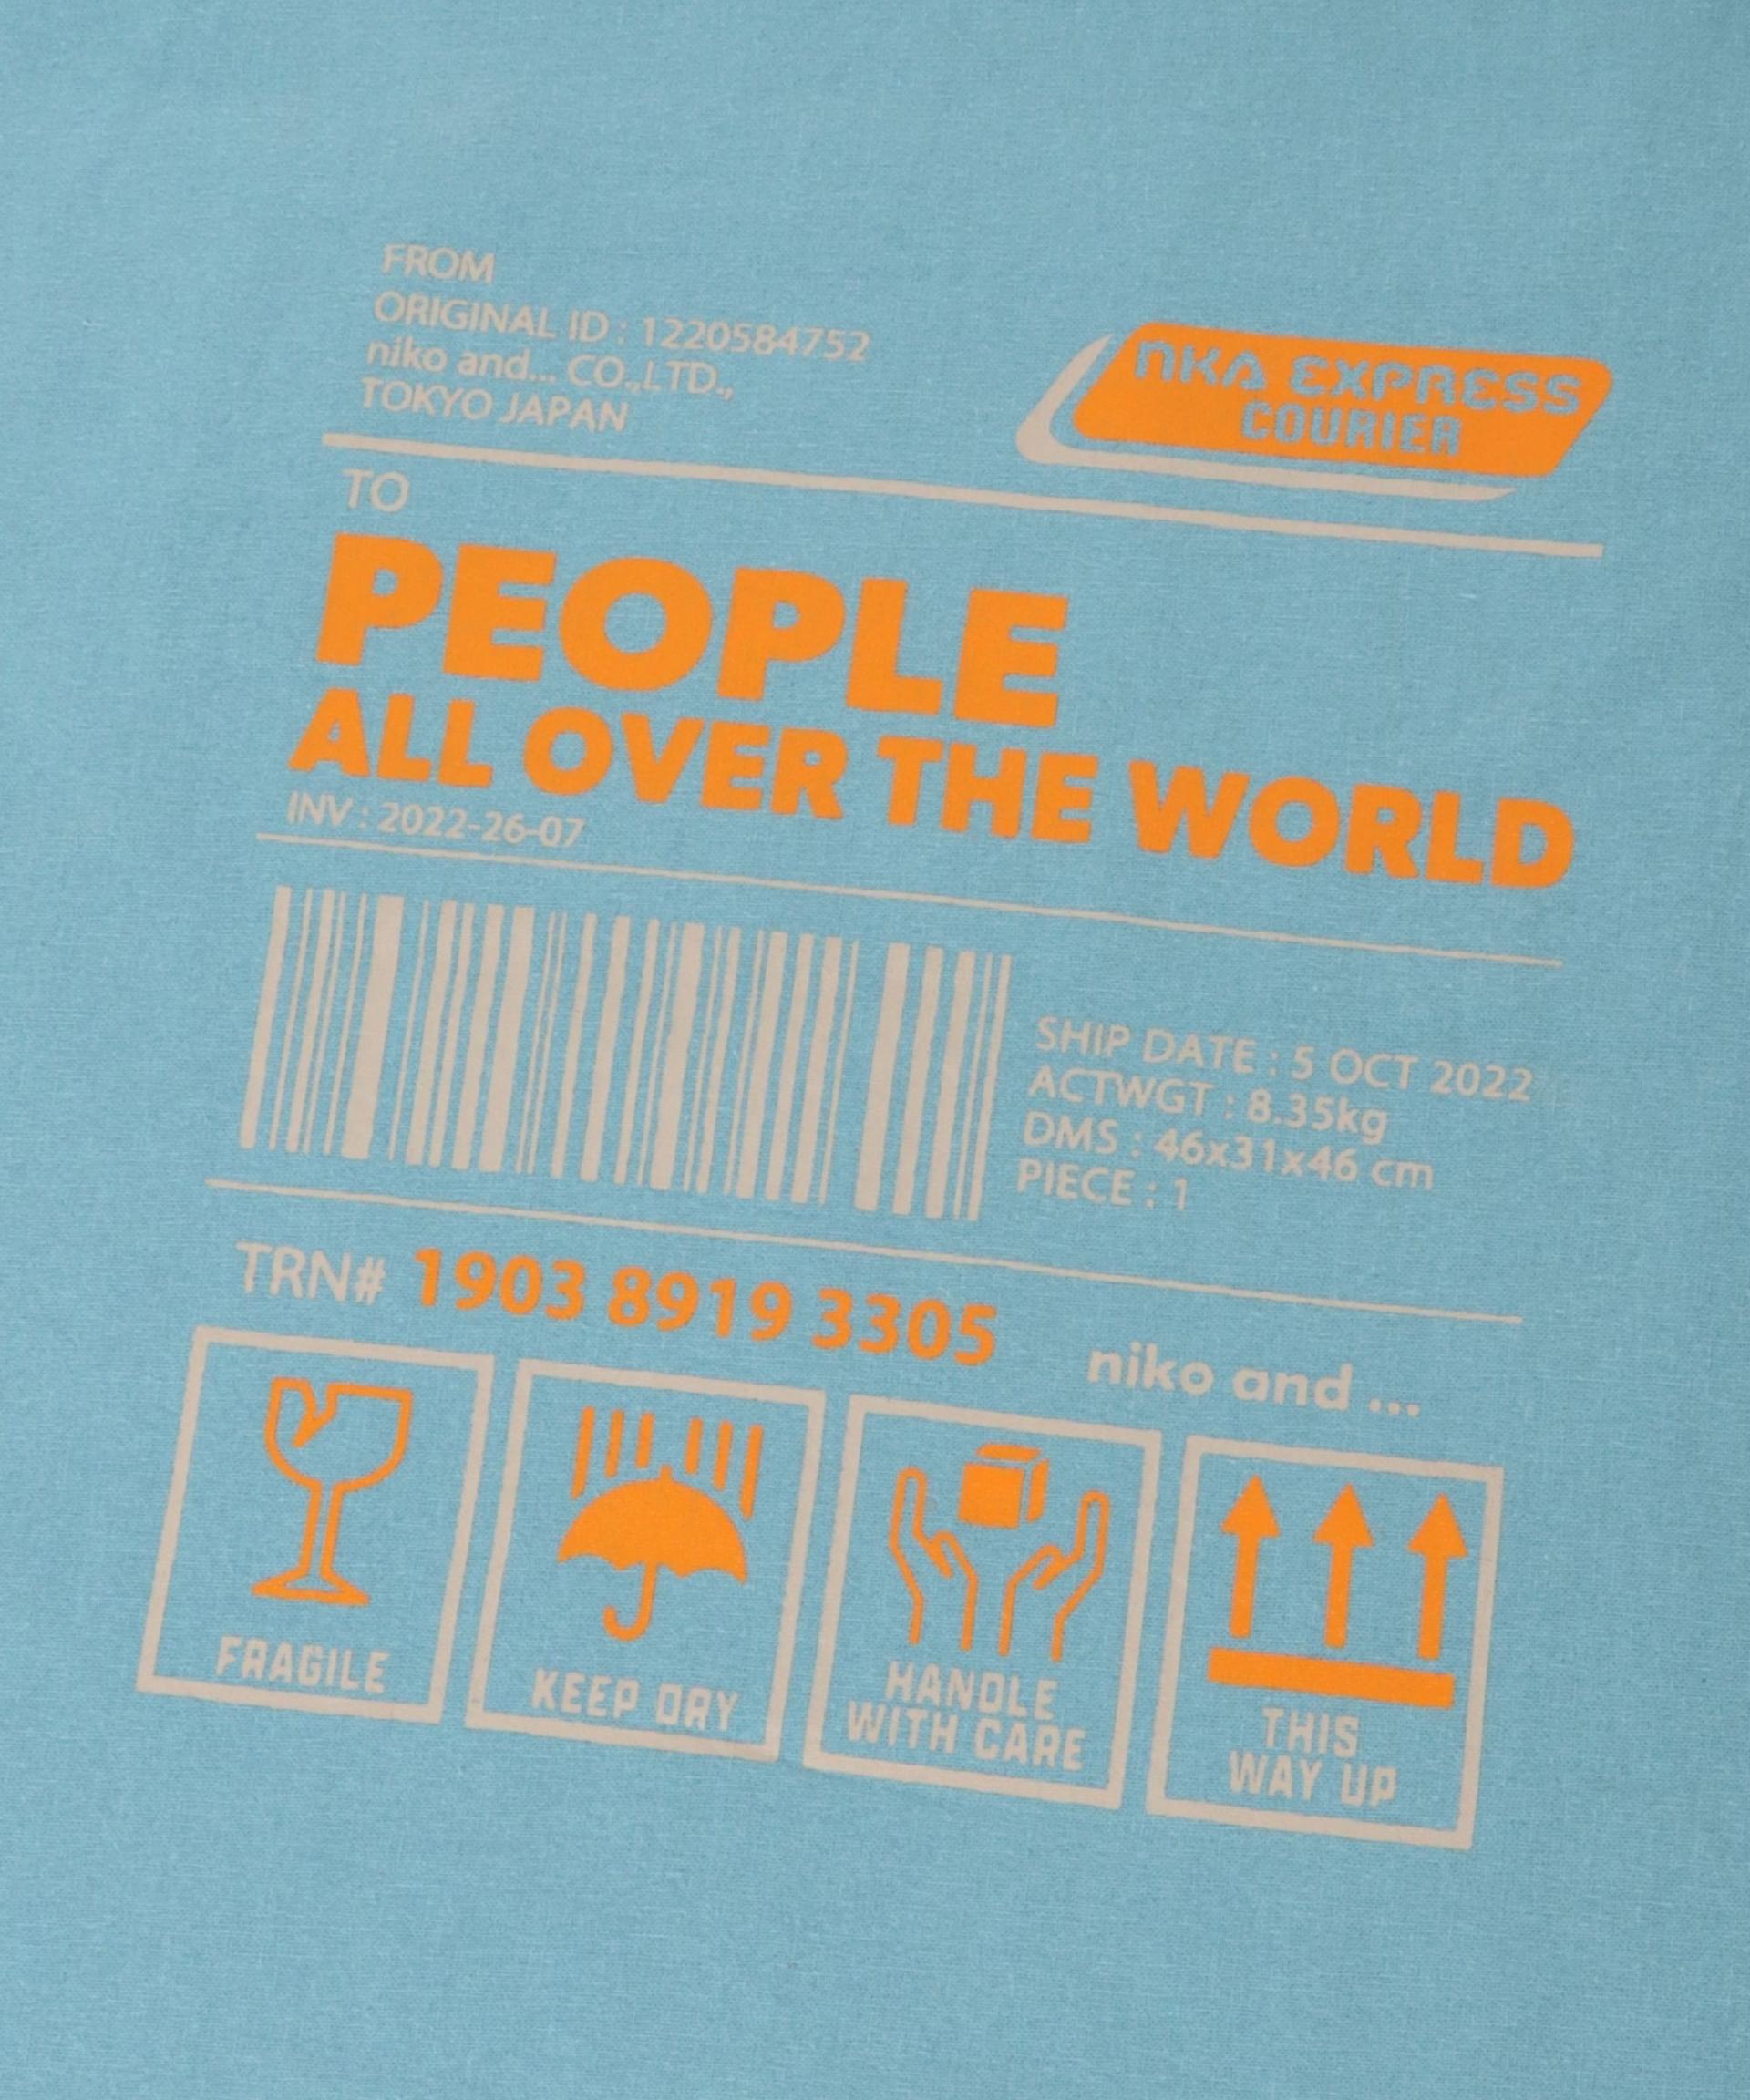 FROM
ORIGINAL ID : 1220584752
niko and... CO.,LTD.,
TOKYO JAPAN
NKA EXPRESS
COURIER
TO
PEOPLE
ALL OVER THE WORLD
INV : 2022-26-07
SHIP DATE : 5 OCT 2022
ACTWGT : 8.35kg
DMS : 46x31x46 cm
PIECE : 1
TRN# 1903 8919 3305
niko and ...
FRAGILE
KEEP DRY
HANDLE
WITH CARE
THIS
WAY UP